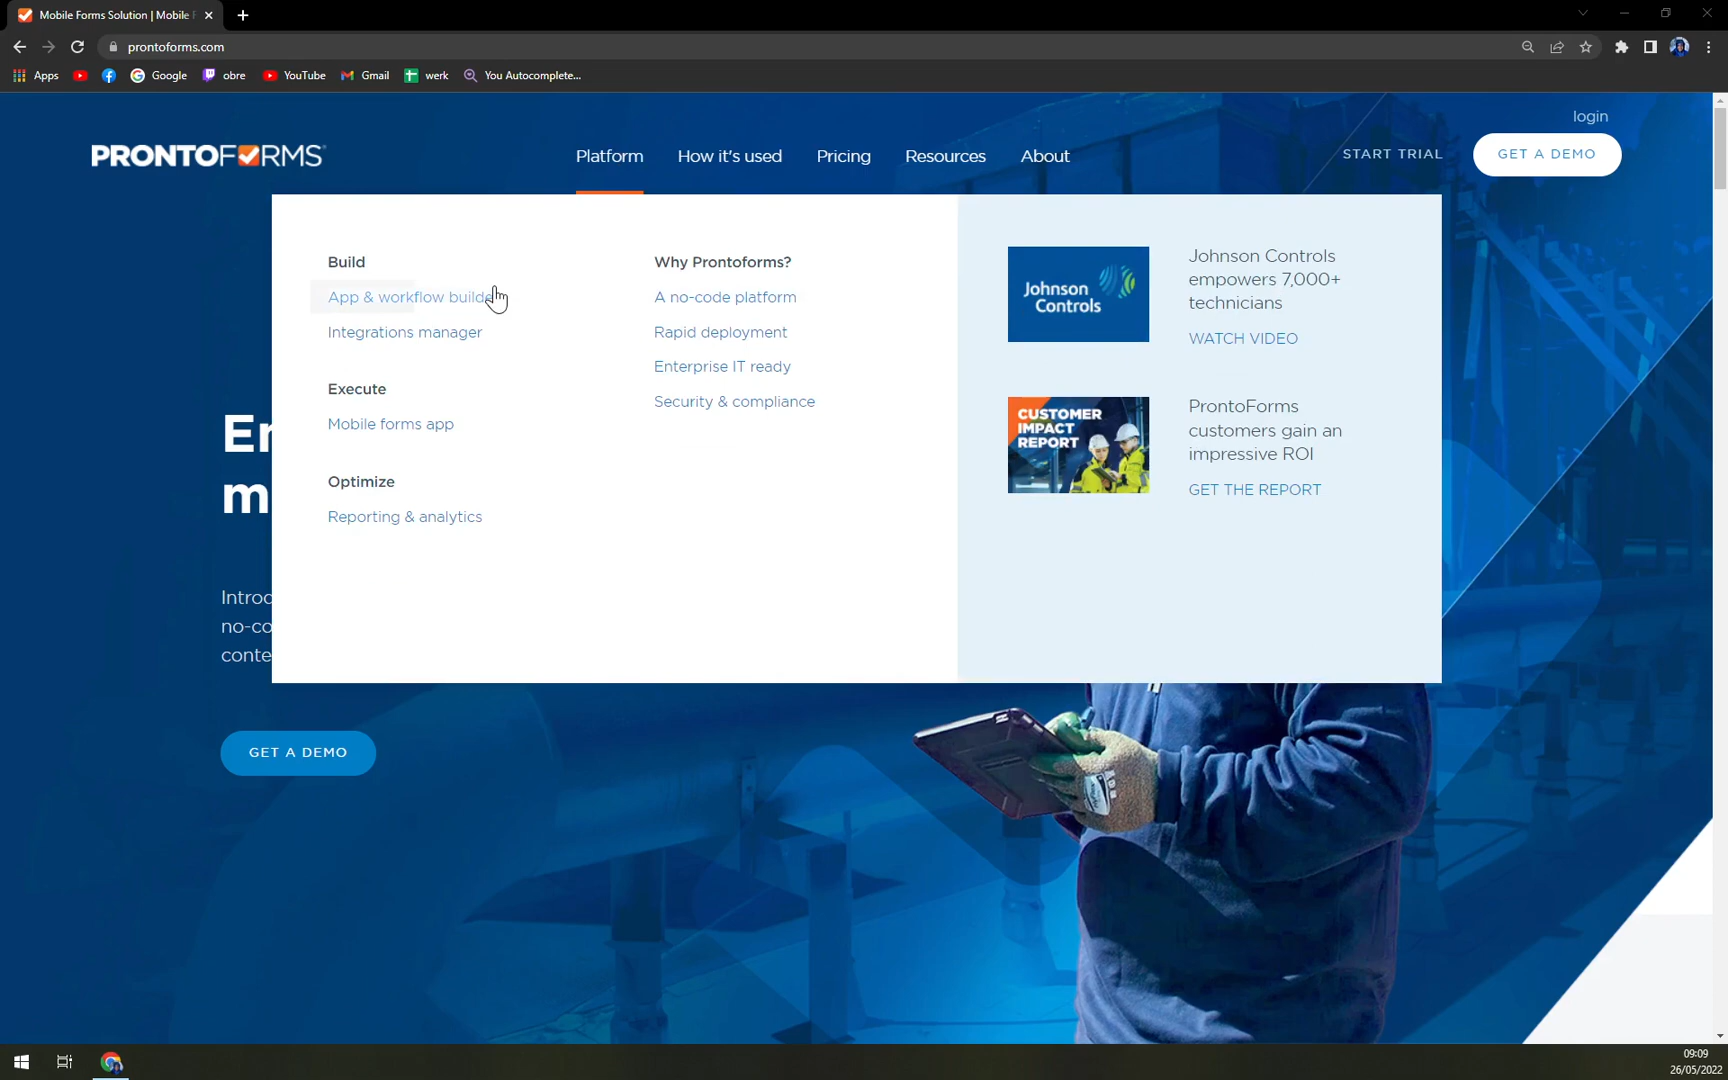 Mobile Forms Solution | Mobile F
prontoforms.com
Apps
Google
obre
YouTube
Gmail
werk
You Autocomplete...
login
PRONTOFORMS
Platform
How it's used
Pricing
Resources
About
START TRIAL
GET A DEMO
Build
App & workflow builde
Integrations manager
Execute
Mobile forms app
Optimize
Reporting & analytics
Why Prontoforms?
A no-code platform
Rapid deployment
Enterprise IT ready
Security & compliance
Johnson
Controls
Johnson Controls
empowers 7,000+
technicians
WATCH VIDEO
CUSTOMER
IMPACT
REPORT
ProntoForms
customers gain an
impressive ROI
GET THE REPORT
En
m
Introd
no-co
conte
GET A DEMO
09:09
26/05/2022